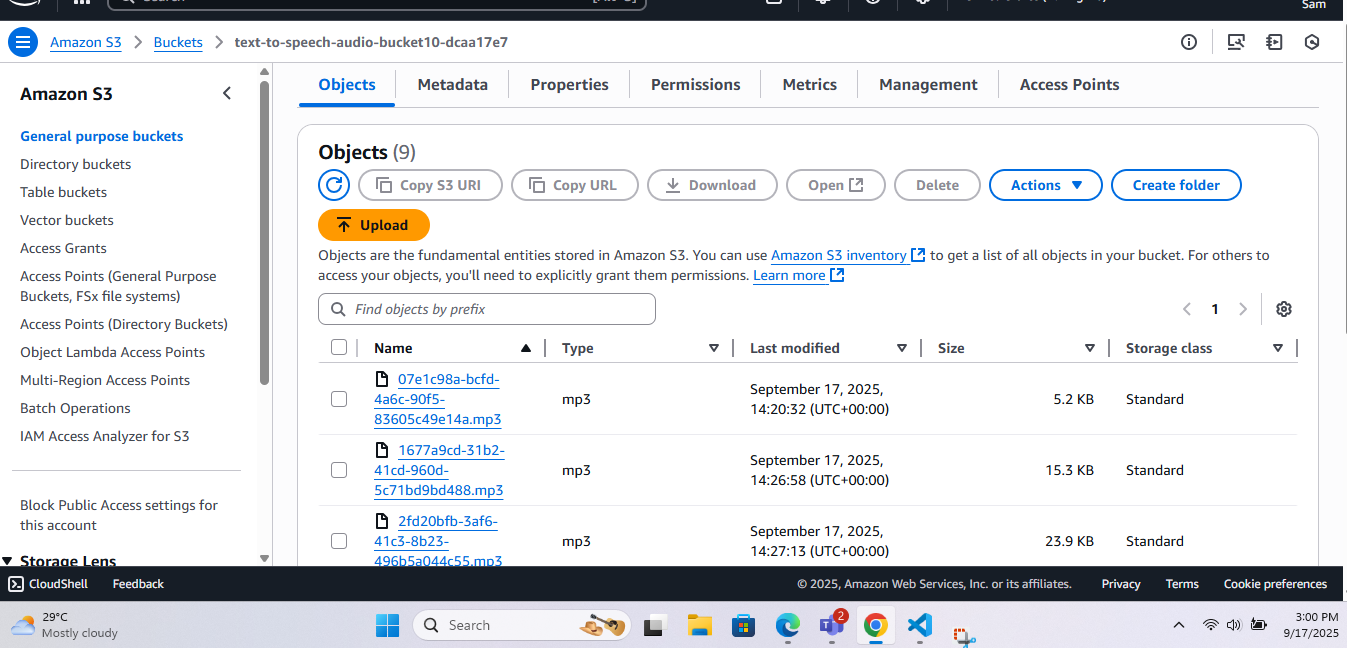 Sam
Amazon S3 > Buckets > text-to-speech-audio-bucket10-dcaa17e7
Amazon S3
General purpose buckets
Directory buckets
Table buckets
Vector buckets
Access Grants
Access Points (General Purpose
Buckets, FSx file systems)
Access Points (Directory Buckets)
Object Lambda Access Points
Multi-Region Access Points
Batch Operations
IAM Access Analyzer for S3
Block Public Access settings for
this account
Storage Lens
Objects Metadata Properties Permissions Metrics Management Access Points
Objects (9)
Copy S3 URI Copy URL Download Open Delete Actions Create folder
Upload
Objects are the fundamental entities stored in Amazon S3. You can use Amazon S3 inventory to get a list of all objects in your bucket. For others to
access your objects, you'll need to explicitly grant them permissions. Learn more
Find objects by prefix
1
Name Type Last modified Size Storage class
07e1c98a-bcfd-
4a6c-90f5-
83605c49e14a.mp3
mp3
September 17, 2025,
14:20:32 (UTC+00:00)
5.2 KB
Standard
1677a9cd-31b2-
41cd-960d-
5c71bd9bd488.mp3
mp3
September 17, 2025,
14:26:58 (UTC+00:00)
15.3 KB
Standard
2fd20bfb-3af6-
41c3-8b23-
496b5a044c55.mp3
mp3
September 17, 2025,
14:27:13 (UTC+00:00)
23.9 KB
Standard
CloudShell Feedback © 2025, Amazon Web Services, Inc. or its affiliates. Privacy Terms Cookie preferences
29°C
Mostly cloudy
Search
2
3:00 PM
9/17/2025